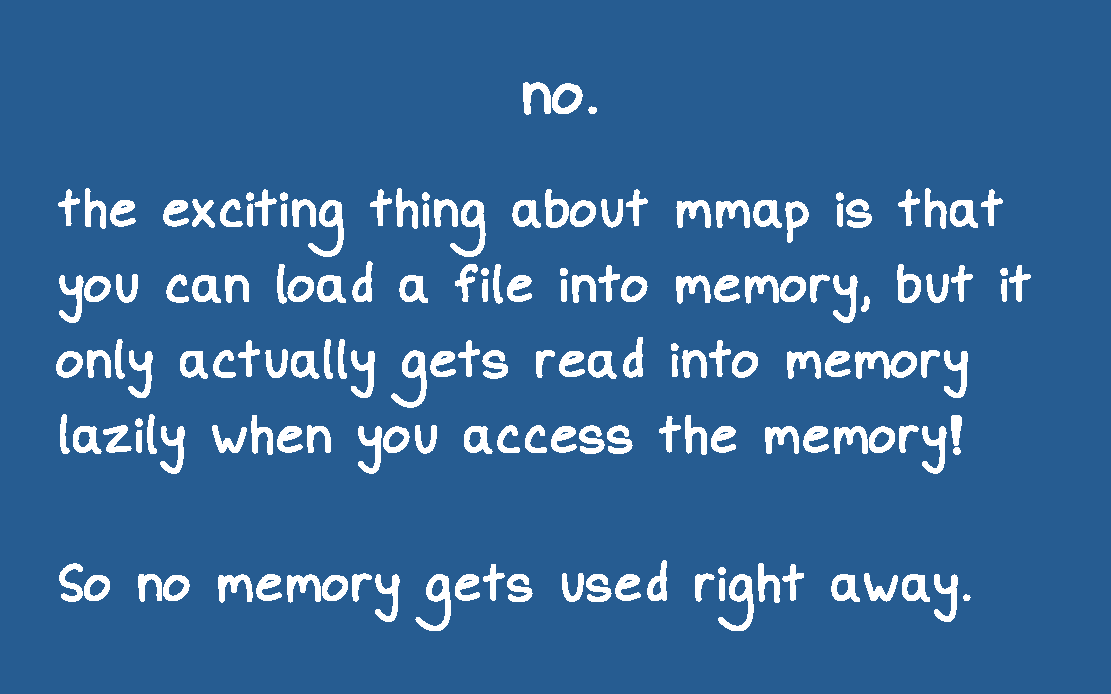 no.
the exciting thing about mmap is that
you can load a file into memory, but it
only actually gets read into memory
lazily when you access the memory!
So no memory gets used right away.